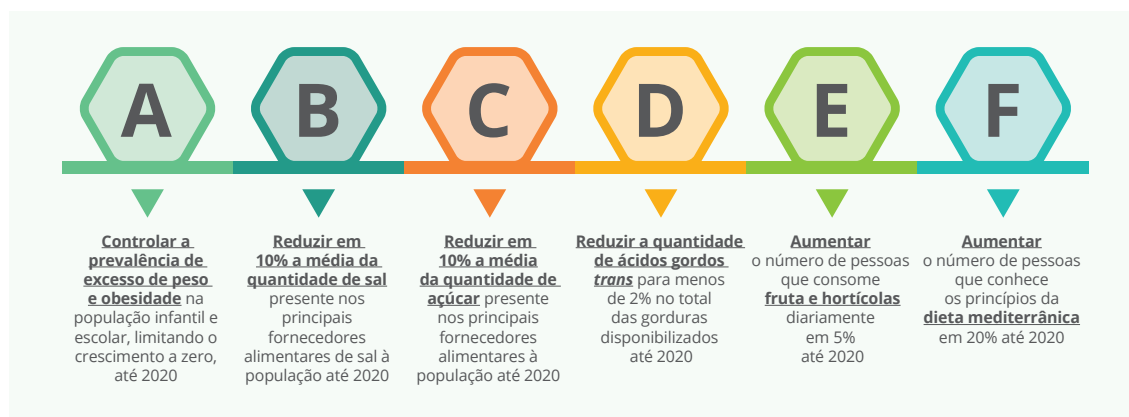 A
B
C
D
E
F
Controlar a
prevalência de
excesso de peso
e obesidade na
população infantil e
escolar, limitando o
crescimento a zero,
até 2020
Reduzir em
10% a média da
quantidade de sal
presente nos
principais
fornecedores
alimentares de sal à
população até 2020
Reduzir em
10% a média
da quantidade de
açúcar presente
nos principais
fornecedores
alimentares à
população até 2020
Reduzir a quantidade
de ácidos gordos
trans para menos
de 2% no total
das gorduras
disponibilizados
até 2020
Aumentar
o número de pessoas
que consome
fruta e hortícolas
diariamente
em 5%
até 2020
Aumentar
o número de pessoas
que conhece
os princípios da
dieta mediterrânica
em 20% até 2020